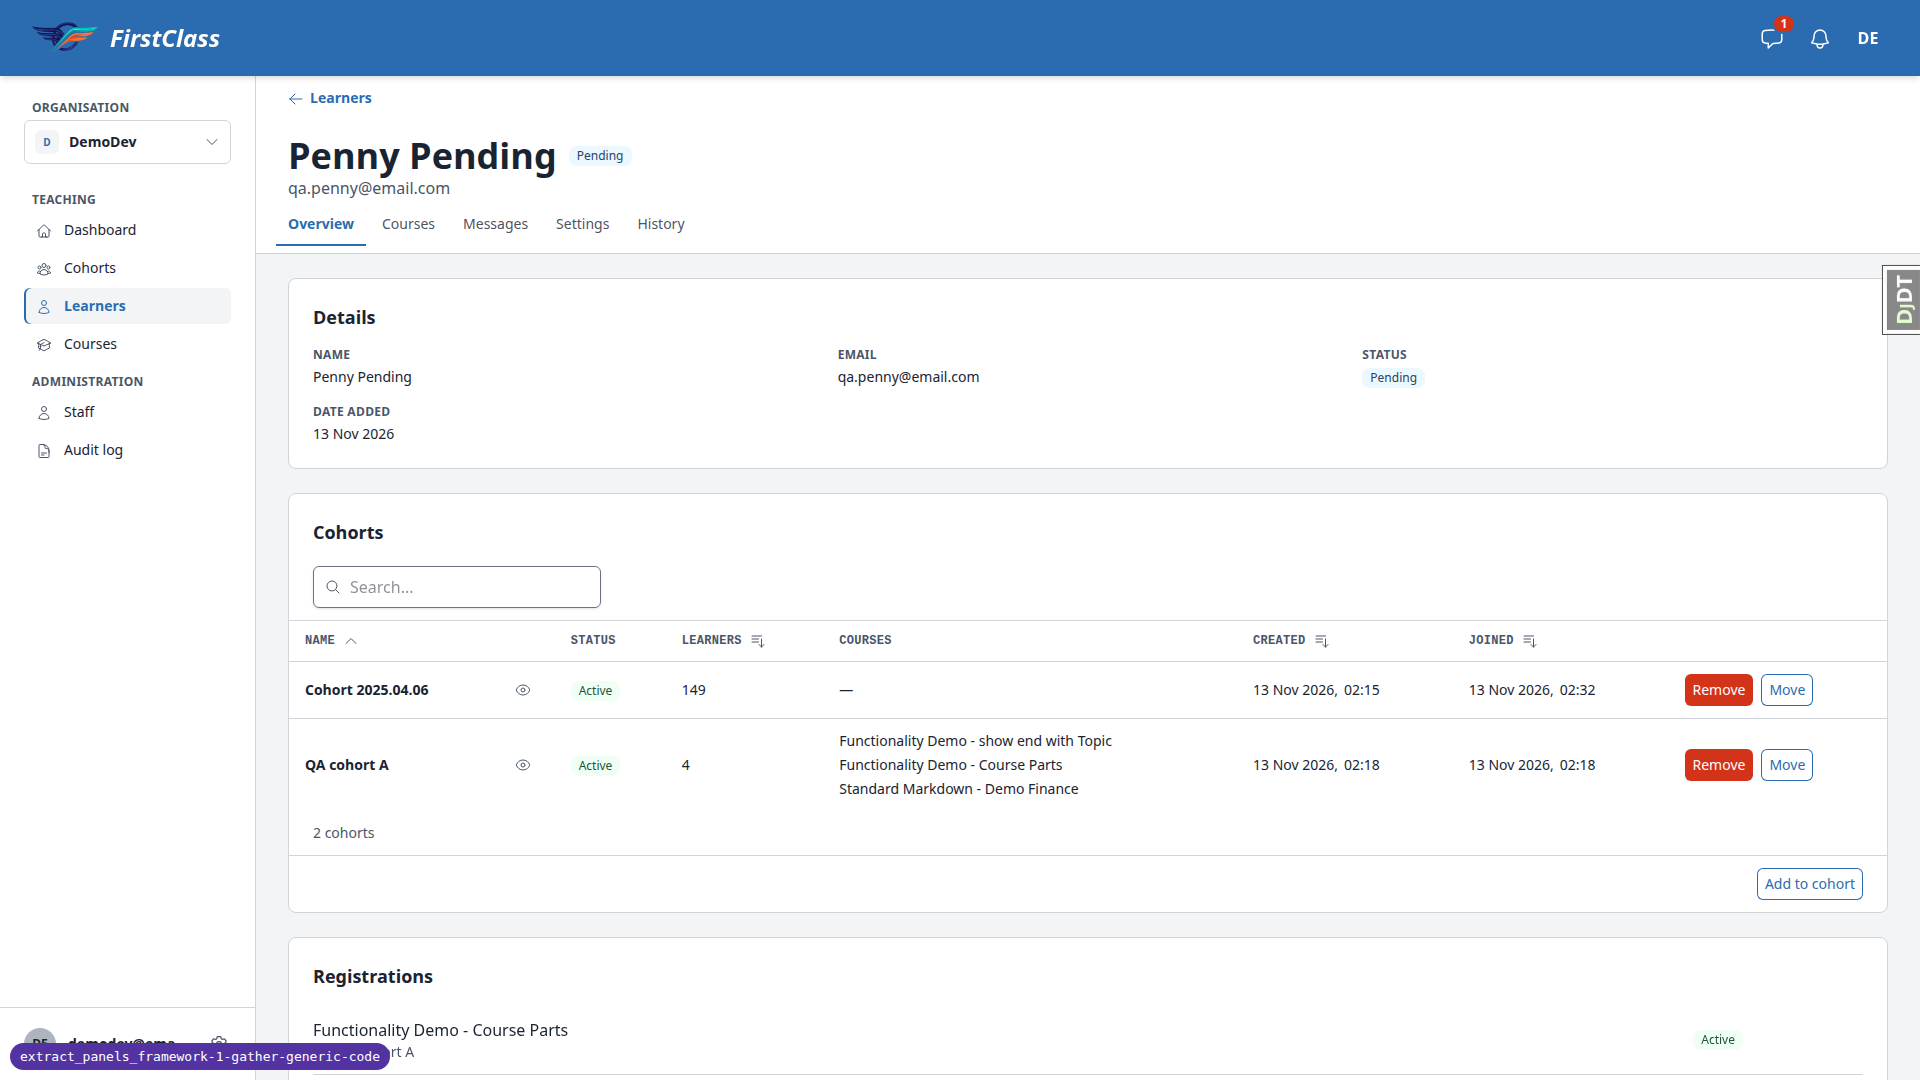 FirstClass
1
DE
ORGANISATION
D DemoDev
TEACHING
Dashboard
Cohorts
Learners
Courses
ADMINISTRATION
Staff
Audit log
Learners
Penny Pending Pending
qa.penny@email.com
Overview Courses Messages Settings History
Details
NAME EMAIL STATUS
Penny Pending qa.penny@email.com Pending
DATE ADDED
13 Nov 2026
Cohorts
Search...
NAME STATUS LEARNERS COURSES CREATED JOINED
Cohort 2025.04.06 Active 149 — 13 Nov 2026, 02:15 13 Nov 2026, 02:32 Remove Move
Functionality Demo - show end with Topic
QA cohort A Active 4 Functionality Demo - Course Parts 13 Nov 2026, 02:18 13 Nov 2026, 02:18 Remove Move
Standard Markdown - Demo Finance
2 cohorts
Add to cohort
Registrations
Functionality Demo - Course Parts
rt A
Active
extract_panels_framework-1-gather-generic-code
DJDT